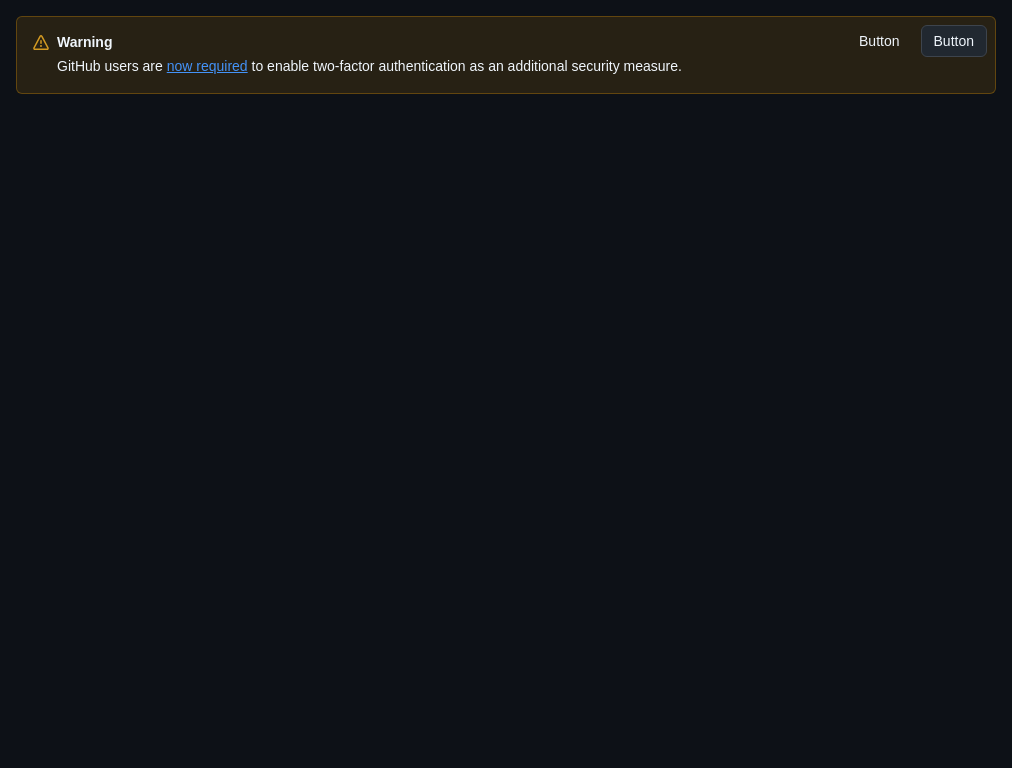 Warning
GitHub users are now required to enable two-factor authentication as an additional security measure.
Button
Button